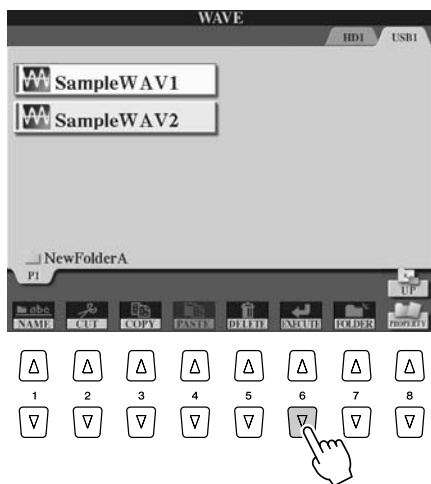 WAVE
HD1 USB1
SampleWAV1
SampleWAV2
NewFolderA
P1
UP
abc
NAME CUT COPY PASTE DELETE EXECUTE FOLDER PROPERTY
1 2 3 4 5 6 7 8